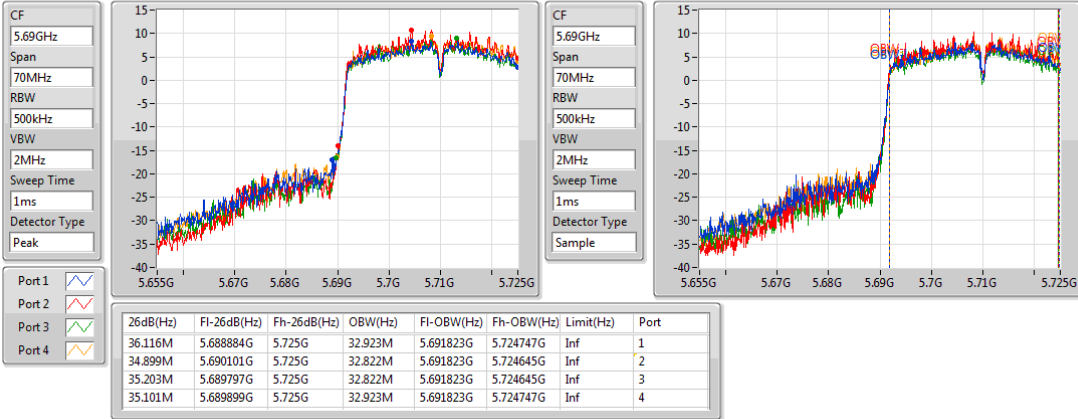 CF
5.69GHz
Span
70MHz
RBW
500kHz
VBW
2MHz
Sweep Time
1ms
Detector Type
Peak
15
10
5
0
-5
-10
-15
-20
-25
-30
-35
-40
5.655G 5.67G 5.68G 5.69G 5.7G 5.71G 5.725G
CF
5.69GHz
Span
70MHz
RBW
500kHz
VBW
2MHz
Sweep Time
1ms
Detector Type
Sample
15
10
5
0
-5
-10
-15
-20
-25
-30
-35
-40
5.655G 5.67G 5.68G 5.69G 5.7G 5.71G 5.725G
Port 1
Port 2
Port 3
Port 4
26dB(Hz) Fl-26dB(Hz) Fh-26dB(Hz) OBW(Hz) Fl-OBW(Hz) Fh-OBW(Hz) Limit(Hz) Port
36.116M 5.688884G 5.725G 32.923M 5.691823G 5.724747G Inf 1
34.899M 5.690101G 5.725G 32.822M 5.691823G 5.724645G Inf 2
35.203M 5.689797G 5.725G 32.822M 5.691823G 5.724645G Inf 3
35.101M 5.689899G 5.725G 32.923M 5.691823G 5.724747G Inf 4